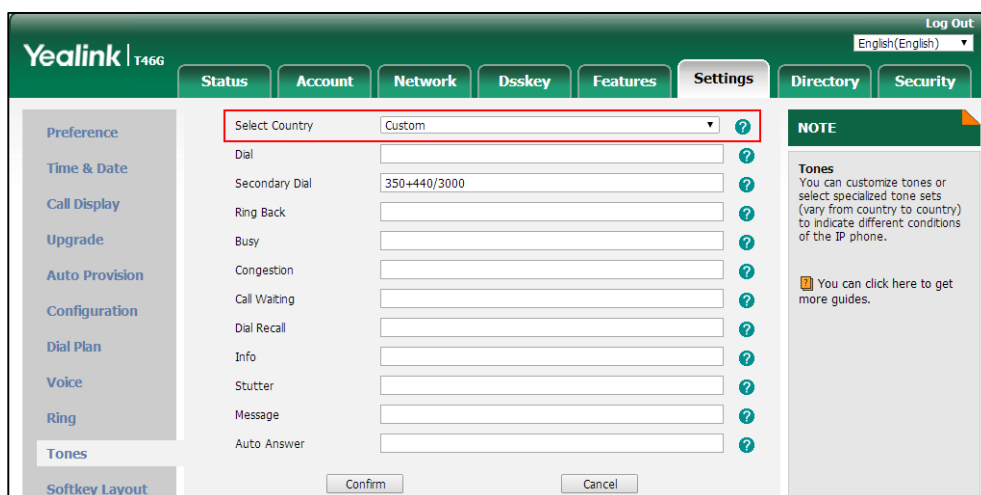 Log Out
Yealink T46G
English(English)
Status Account Network Dsskey Features Settings Directory Security
Preference
Time & Date
Call Display
Upgrade
Auto Provision
Configuration
Dial Plan
Voice
Ring
Tones
Softkey Layout
Select Country Custom ?
Dial ?
Secondary Dial 350+440/3000 ?
Ring Back ?
Busy ?
Congestion ?
Call Waiting ?
Dial Recall ?
Info ?
Stutter ?
Message ?
Auto Answer ?
Confirm Cancel
NOTE
Tones
You can customize tones or
select specialized tone sets
(vary from country to country)
to indicate different conditions
of the IP phone.
? You can click here to get
more guides.